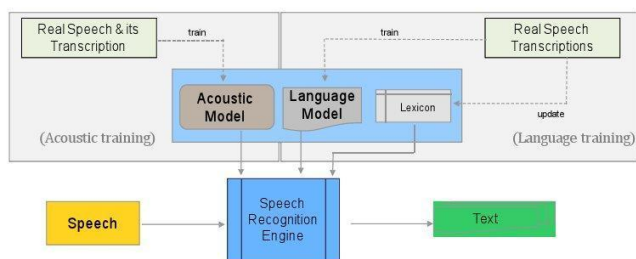 Real Speech & its
Transcription
train
train
Real Speech
Transcriptions
Acoustic
Model
Language
Model
Lexicon
update
(Acoustic training)
(Language training)
Speech
Speech
Recognition
Engine
Text